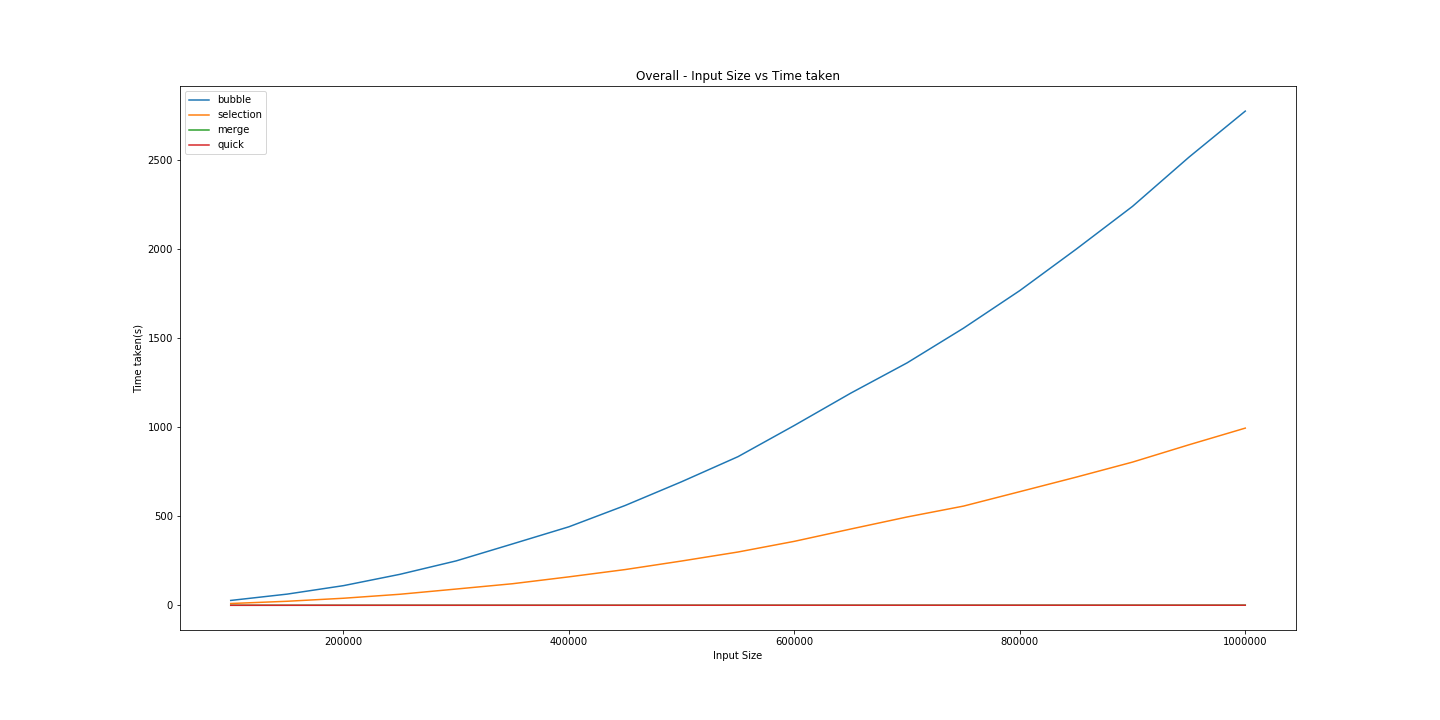 Overall - Input Size vs Time taken
bubble
selection
merge
quick
2500
2000
1500
1000
500
0
Time taken(s)
200000
400000
600000
800000
1000000
Input Size